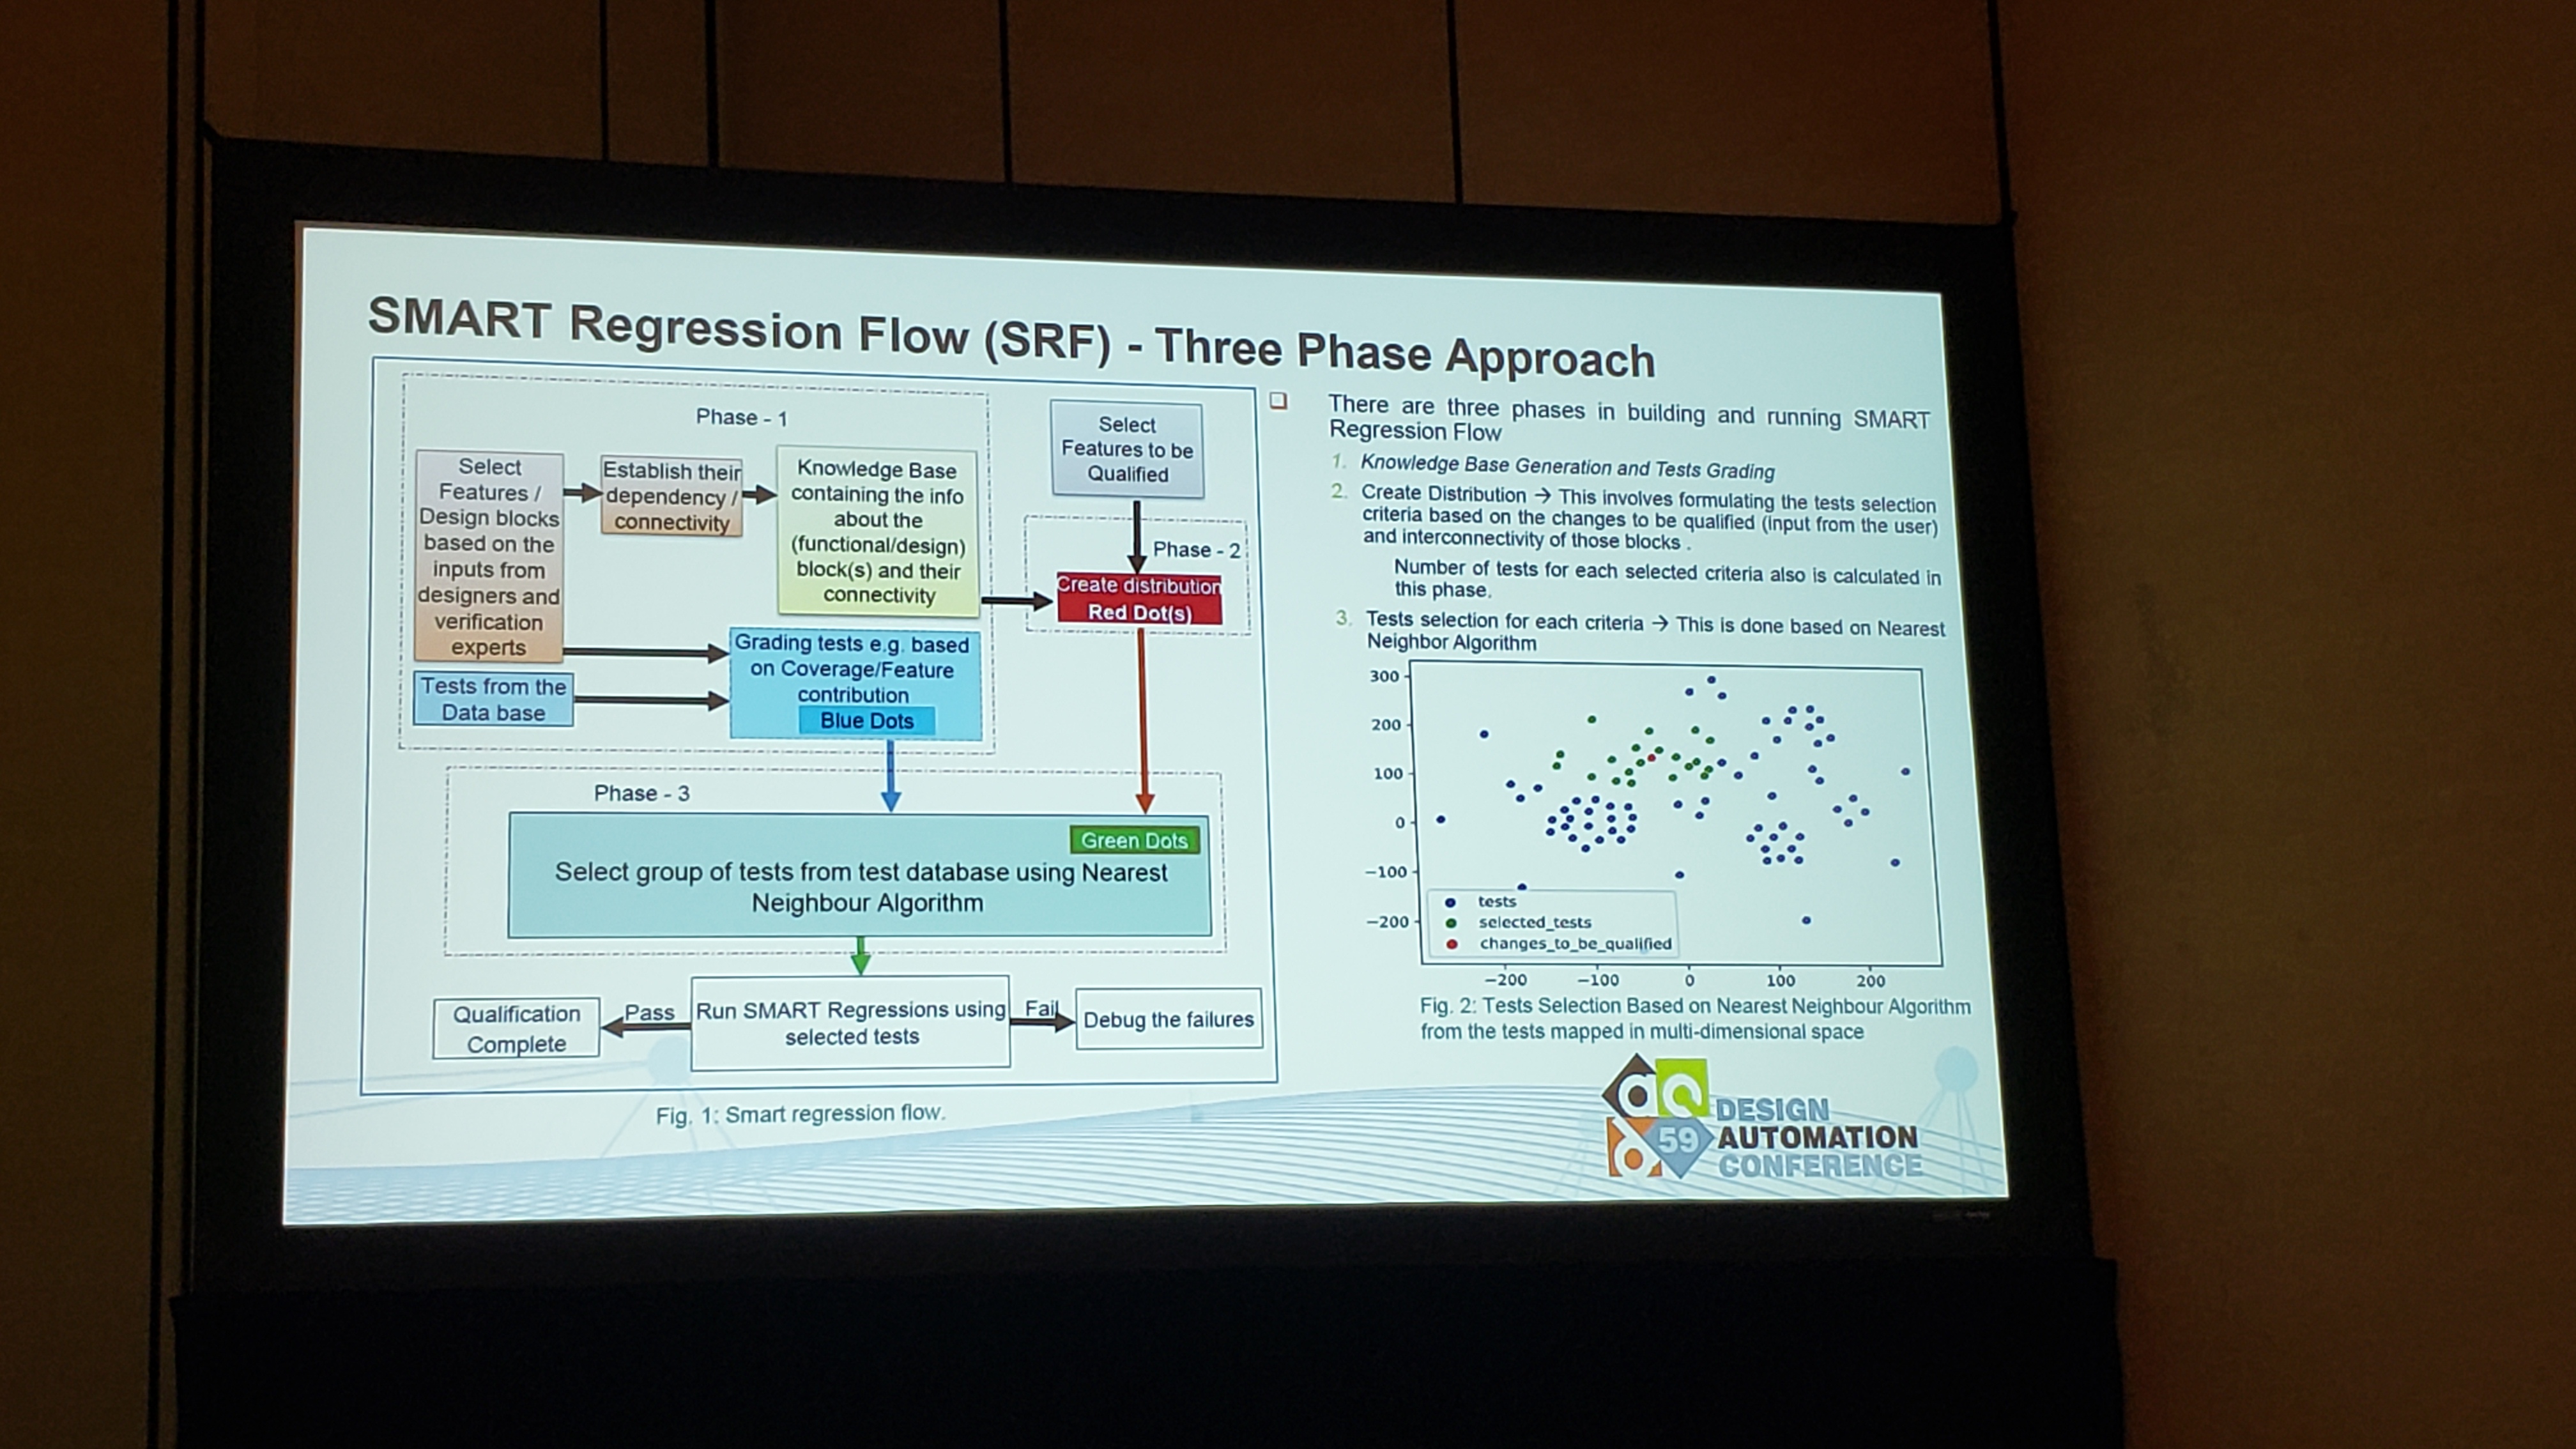 SMART Regression Flow (SRF) - Three Phase Approach
Phase - 1
Select
Features /
Design blocks
based on the
inputs from
designers and
verification
experts
Establish their
dependency /
connectivity
Knowledge Base
containing the info
about the
(functional/design)
block(s) and their
connectivity
Select
Features to be
Qualified
Phase - 2
Create distribution
Red Dot(s)
Tests from the
Data base
Grading tests e.g. based
on Coverage/Feature
contribution
Blue Dots
Phase - 3
Green Dots
Select group of tests from test database using Nearest
Neighbour Algorithm
Qualification
Complete
Pass
Run SMART Regressions using
selected tests
Fail
Debug the failures
Fig. 1: Smart regression flow.
❑ There are three phases in building and running SMART
Regression Flow
1. Knowledge Base Generation and Tests Grading
2. Create Distribution → This involves formulating the tests selection
criteria based on the changes to be qualified (input from the user)
and interconnectivity of those blocks .
Number of tests for each selected criteria also is calculated in
this phase.
3. Tests selection for each criteria → This is done based on Nearest
Neighbor Algorithm
300
200
100
0
−100
−200
tests
selected_tests
changes_to_be_qualified
−200 −100 0 100 200
Fig. 2: Tests Selection Based on Nearest Neighbour Algorithm
from the tests mapped in multi-dimensional space
59
DESIGN
AUTOMATION
CONFERENCE